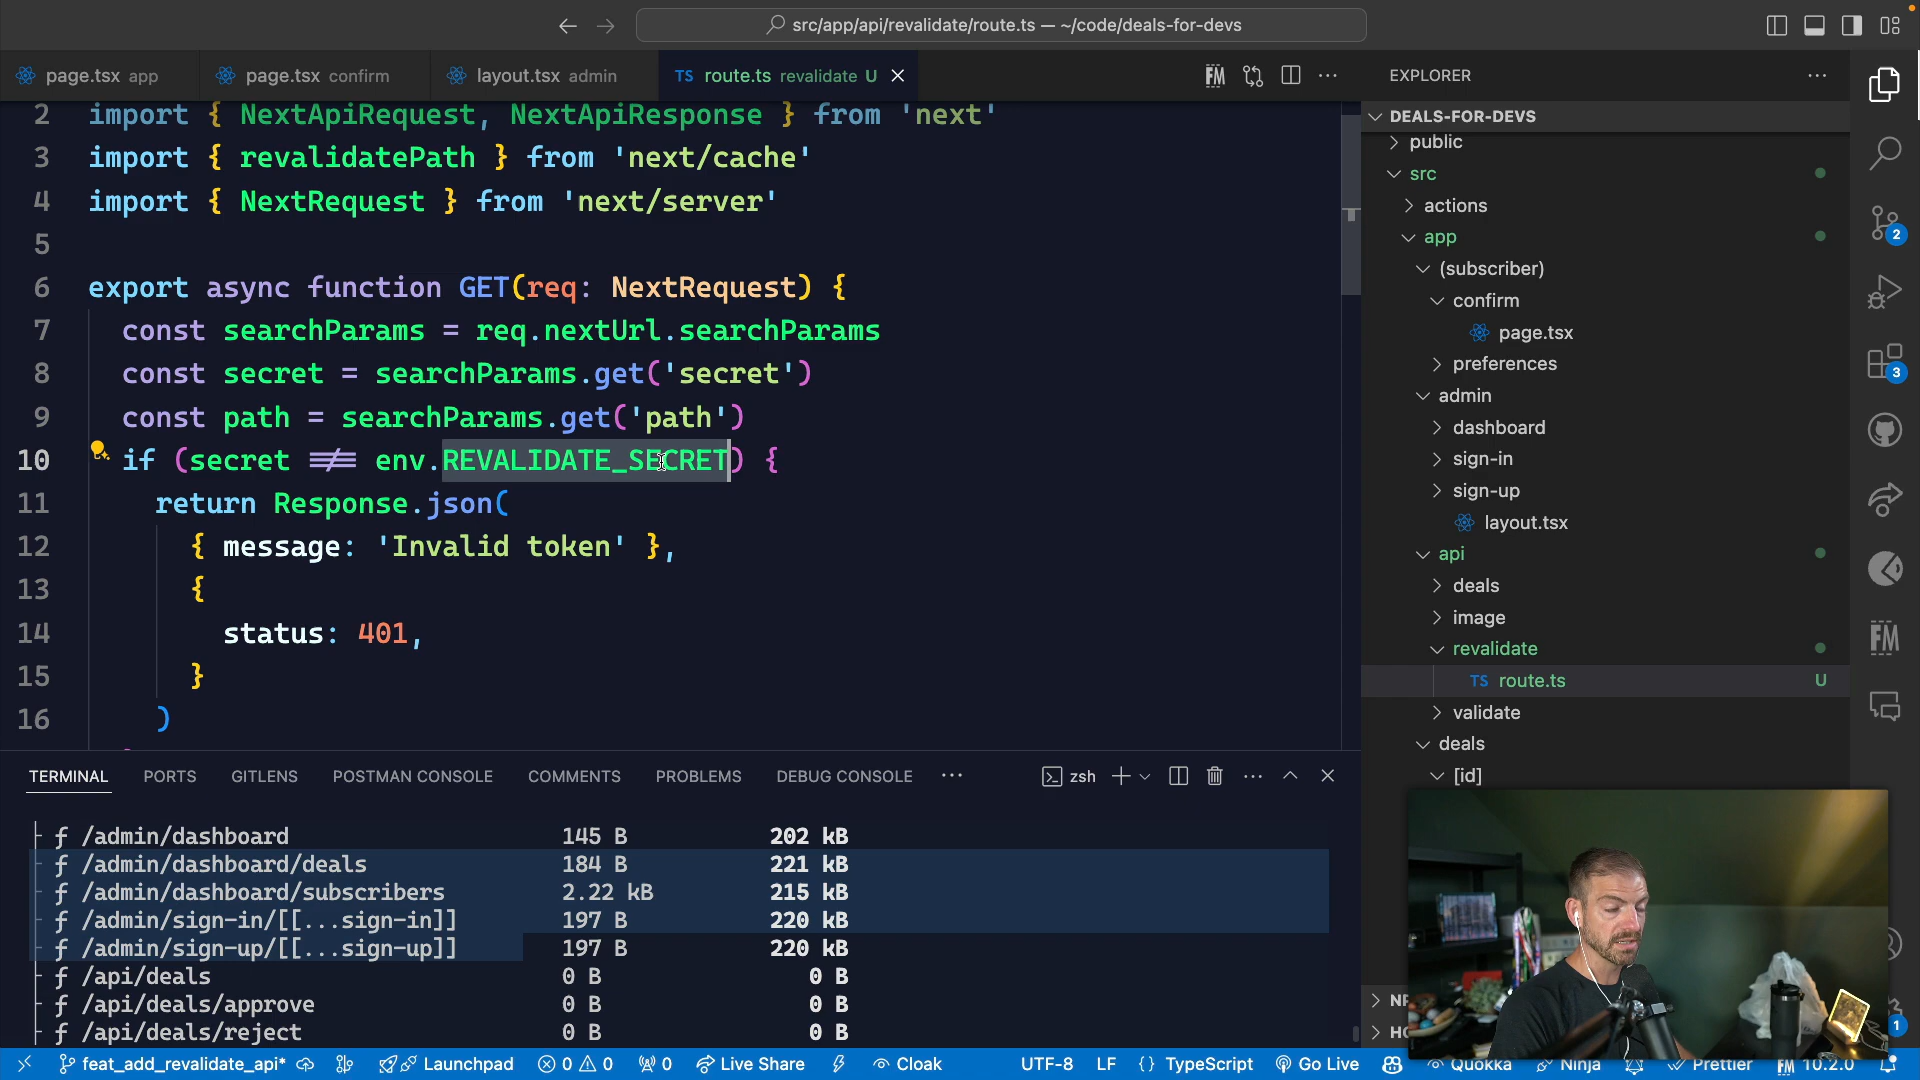 src/app/api/revalidate/route.ts — ~/code/deals-for-devs
page.tsx app
page.tsx confirm
layout.tsx admin
TS route.ts revalidate U
FM
EXPLORER
DEALS-FOR-DEVS
2 import { NextApiRequest, NextApiResponse } from 'next'
3 import { revalidatePath } from 'next/cache'
4 import { NextRequest } from 'next/server'
5
6 export async function GET(req: NextRequest) {
7 const searchParams = req.nextUrl.searchParams
8 const secret = searchParams.get('secret')
9 const path = searchParams.get('path')
10 if (secret !== env.REVALIDATE_SECRET) {
11 return Response.json(
12 { message: 'Invalid token' },
13 {
14 status: 401,
15 }
16 )
public
src
actions
app
(subscriber)
confirm
page.tsx
preferences
admin
dashboard
sign-in
sign-up
layout.tsx
api
deals
image
revalidate
TS route.ts U
validate
deals
[id]
2
3
FM
1
TERMINAL PORTS GITLENS POSTMAN CONSOLE COMMENTS PROBLEMS DEBUG CONSOLE
zsh
├ ƒ /admin/dashboard 145 B 202 kB
├ ƒ /admin/dashboard/deals 184 B 221 kB
├ ƒ /admin/dashboard/subscribers 2.22 kB 215 kB
├ ƒ /admin/sign-in/[[...sign-in]] 197 B 220 kB
├ ƒ /admin/sign-up/[[...sign-up]] 197 B 220 kB
├ ƒ /api/deals 0 B 0 B
├ ƒ /api/deals/approve 0 B 0 B
├ ƒ /api/deals/reject 0 B 0 B
feat_add_revalidate_api* Launchpad 0 0 0 Live Share Cloak UTF-8 LF {} TypeScript Go Live Quokka Ninja Prettier FM 10.2.0